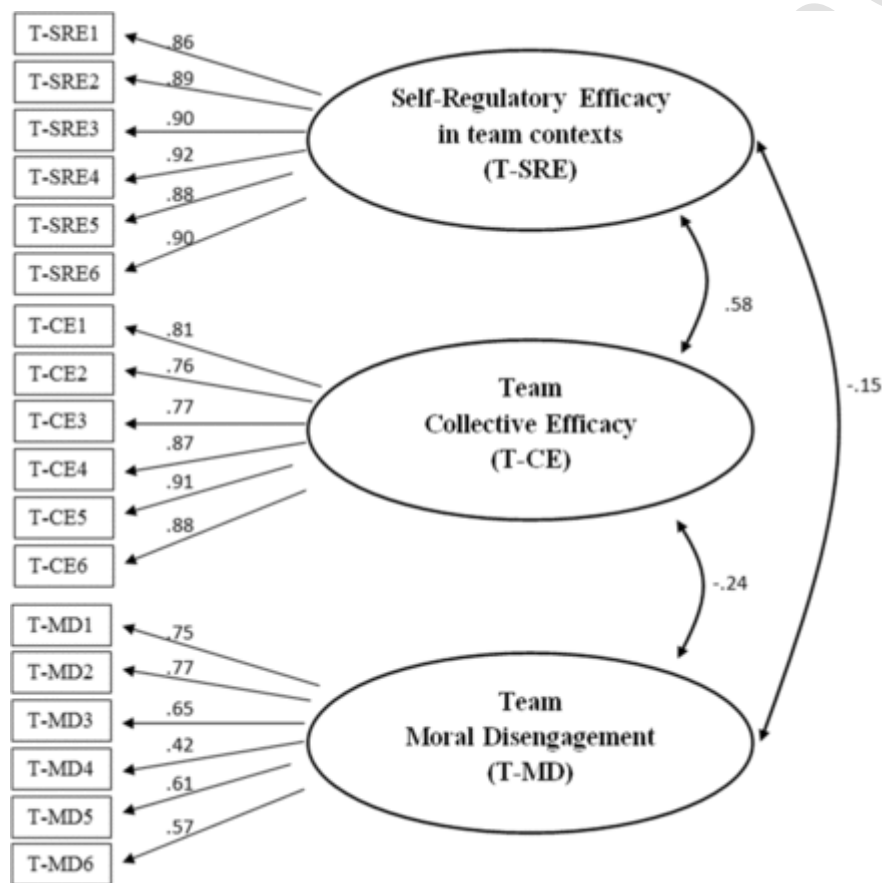 T-SRE1
.86
T-SRE2
.89
T-SRE3
.90
T-SRE4
.92
T-SRE5
.88
T-SRE6
.90
Self-Regulatory Efficacy
in team contexts
(T-SRE)
.58
-.15
T-CE1
.81
T-CE2
.76
T-CE3
.77
T-CE4
.87
T-CE5
.91
T-CE6
.88
Team
Collective Efficacy
(T-CE)
-.24
T-MD1
.75
T-MD2
.77
T-MD3
.65
T-MD4
.42
T-MD5
.61
T-MD6
.57
Team
Moral Disengagement
(T-MD)